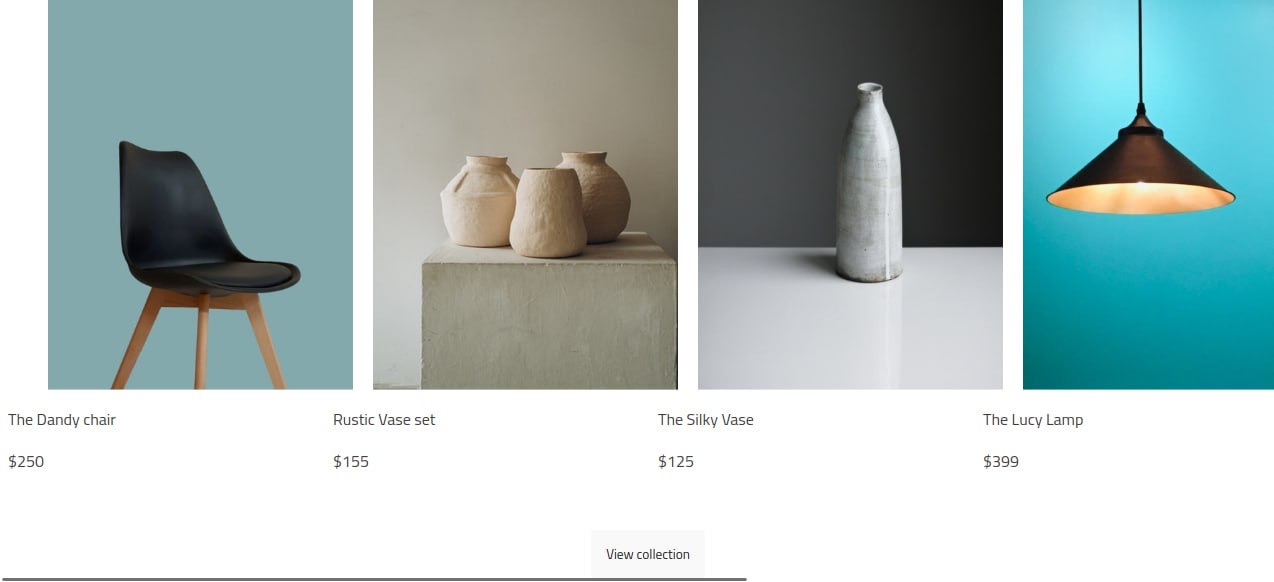 The Dandy chair
$250
Rustic Vase set
$155
The Silky Vase
$125
The Lucy Lamp
$399
View collection